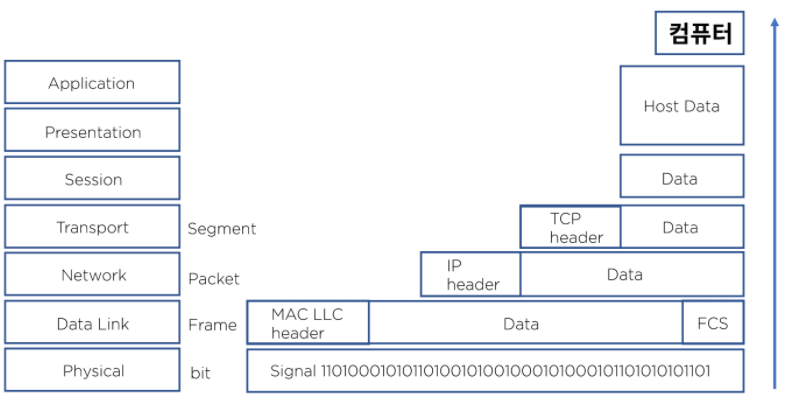 컴퓨터
Application
Host Data
Presentation
Session
Data
Transport
Segment
TCP
header
Data
Network
Packet
IP
header
Data
Data Link
Frame
MAC LLC
header
Data
FCS
Physical
bit
Signal 11010001010110100101001000101000101101010101101